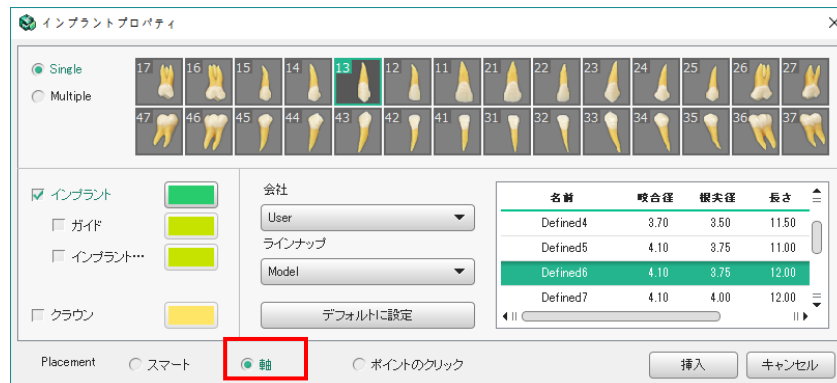 インプラントプロパティ
Single
Multiple
17 16 15 14 13 12 11 21 22 23 24 25 26 27
47 46 45 44 43 42 41 31 32 33 34 35 36 37
インプラント
ガイド
インプラント…
クラウン
会社
User
ラインナップ
Model
デフォルトに設定
名前 咬合径 根尖径 長さ
Defined4 3.70 3.50 11.50
Defined5 4.10 3.75 11.00
Defined6 4.10 3.75 12.00
Defined7 4.10 4.00 12.00
Placement スマート 軸 ポイントのクリック 挿入 キャンセル